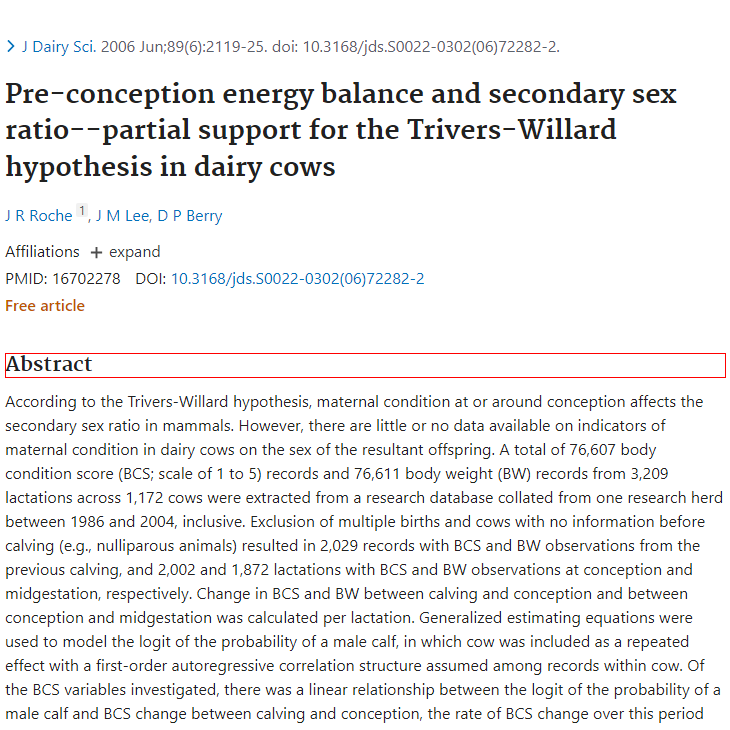 J Dairy Sci. 2006 Jun;89(6):2119-25. doi: 10.3168/jds.S0022-0302(06)72282-2.
Pre-conception energy balance and secondary sex
ratio--partial support for the Trivers-Willard
hypothesis in dairy cows
J R Roche 1, J M Lee, D P Berry
Affiliations + expand
PMID: 16702278 DOI: 10.3168/jds.S0022-0302(06)72282-2
Free article
Abstract
According to the Trivers-Willard hypothesis, maternal condition at or around conception affects the
secondary sex ratio in mammals. However, there are little or no data available on indicators of
maternal condition in dairy cows on the sex of the resultant offspring. A total of 76,607 body
condition score (BCS; scale of 1 to 5) records and 76,611 body weight (BW) records from 3,209
lactations across 1,172 cows were extracted from a research database collated from one research herd
between 1986 and 2004, inclusive. Exclusion of multiple births and cows with no information before
calving (e.g., nulliparous animals) resulted in 2,029 records with BCS and BW observations from the
previous calving, and 2,002 and 1,872 lactations with BCS and BW observations at conception and
midgestation, respectively. Change in BCS and BW between calving and conception and between
conception and midgestation was calculated per lactation. Generalized estimating equations were
used to model the logit of the probability of a male calf, in which cow was included as a repeated
effect with a first-order autoregressive correlation structure assumed among records within cow. Of
the BCS variables investigated, there was a linear relationship between the logit of the probability of a
male calf and BCS change between calving and conception, the rate of BCS change over this period